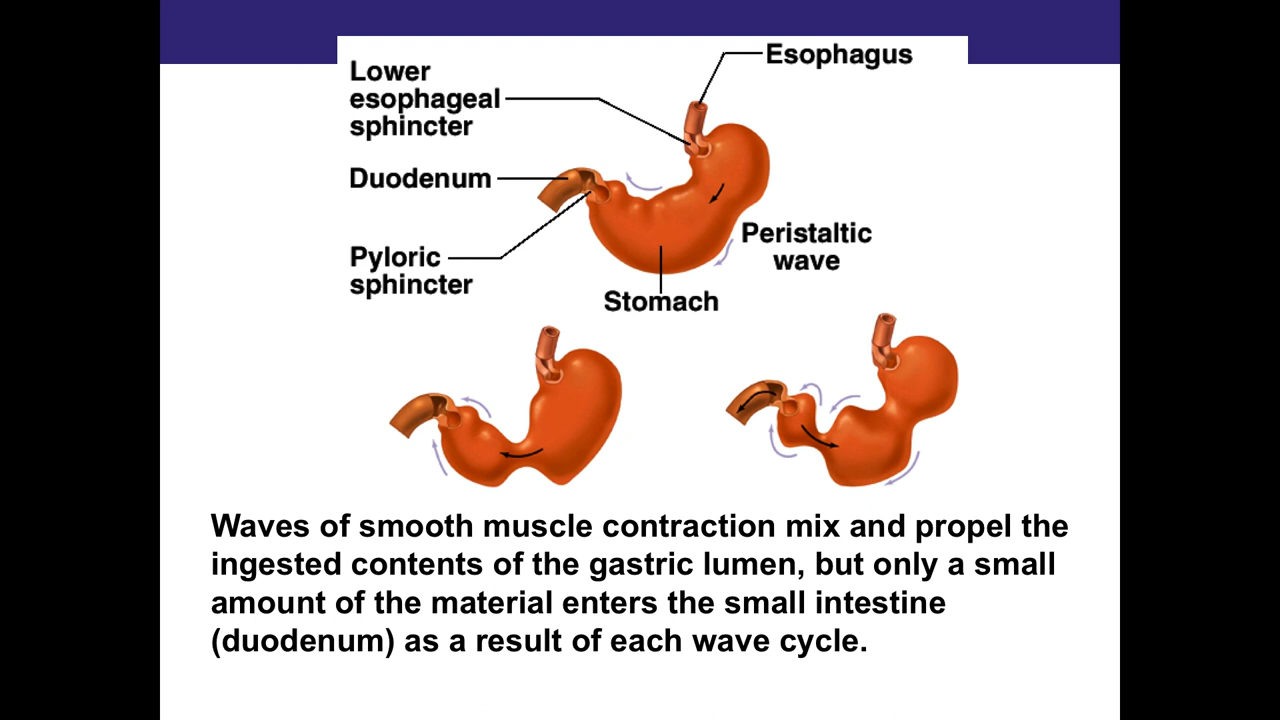 Esophagus
Lower
esophageal
sphincter
Duodenum
Pyloric
sphincter
Peristaltic
wave
Stomach
Waves of smooth muscle contraction mix and propel the
ingested contents of the gastric lumen, but only a small
amount of the material enters the small intestine
(duodenum) as a result of each wave cycle.